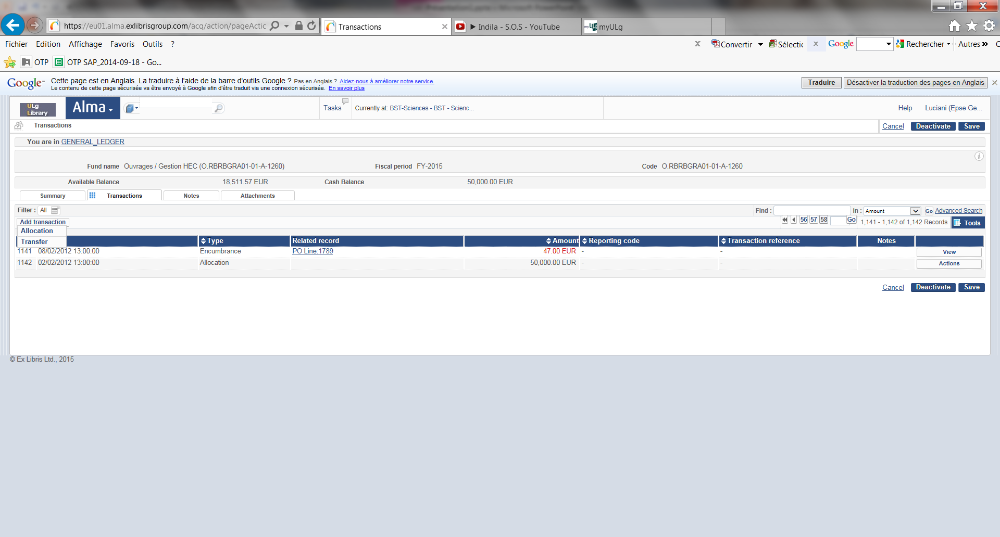 https://eu01.alma.exlibrisgroup.com/acq/action/pageActic
Transactions
▶ Indila - S.O.S - YouTube
myULg
Fichier Edition Affichage Favoris Outils ?
x Convertir Sélectic x Google Rechercher Autres »
OTP OTP SAP_2014-09-18 - Go...
Google™ Cette page est en Anglais. La traduire à l'aide de la barre d'outils Google ? Pas en Anglais ? Aidez-nous à améliorer notre service. Traduire Désactiver la traduction des pages en Anglais
Le contenu de cette page sécurisée va être envoyé à Google afin d'être traduit via une connexion sécurisée. En savoir plus
ULg Library
Alma Tasks Currently at: BST-Sciences - BST - Scienc... Help Luciani (Epse Ge...
Transactions Cancel Deactivate Save
You are in GENERAL_LEDGER
Fund name Ouvrages / Gestion HEC (O.RBRBGRA01-01-A-1260) Fiscal period FY-2015 Code O.RBRBGRA01-01-A-1260
Available Balance 18,511.57 EUR Cash Balance 50,000.00 EUR
Summary Transactions Notes Attachments
Filter : All Find : in : Amount Go Advanced Search
Add transaction 56 57 58 Go 1,141 - 1,142 of 1,142 Records Tools
Allocation
Transfer Type Related record Amount Reporting code Transaction reference Notes
1141 08/02/2012 13:00:00 Encumbrance PO Line:1789 47.00 EUR - - View
1142 02/02/2012 13:00:00 Allocation 50,000.00 EUR - - Actions
Cancel Deactivate Save
© Ex Libris Ltd., 2015